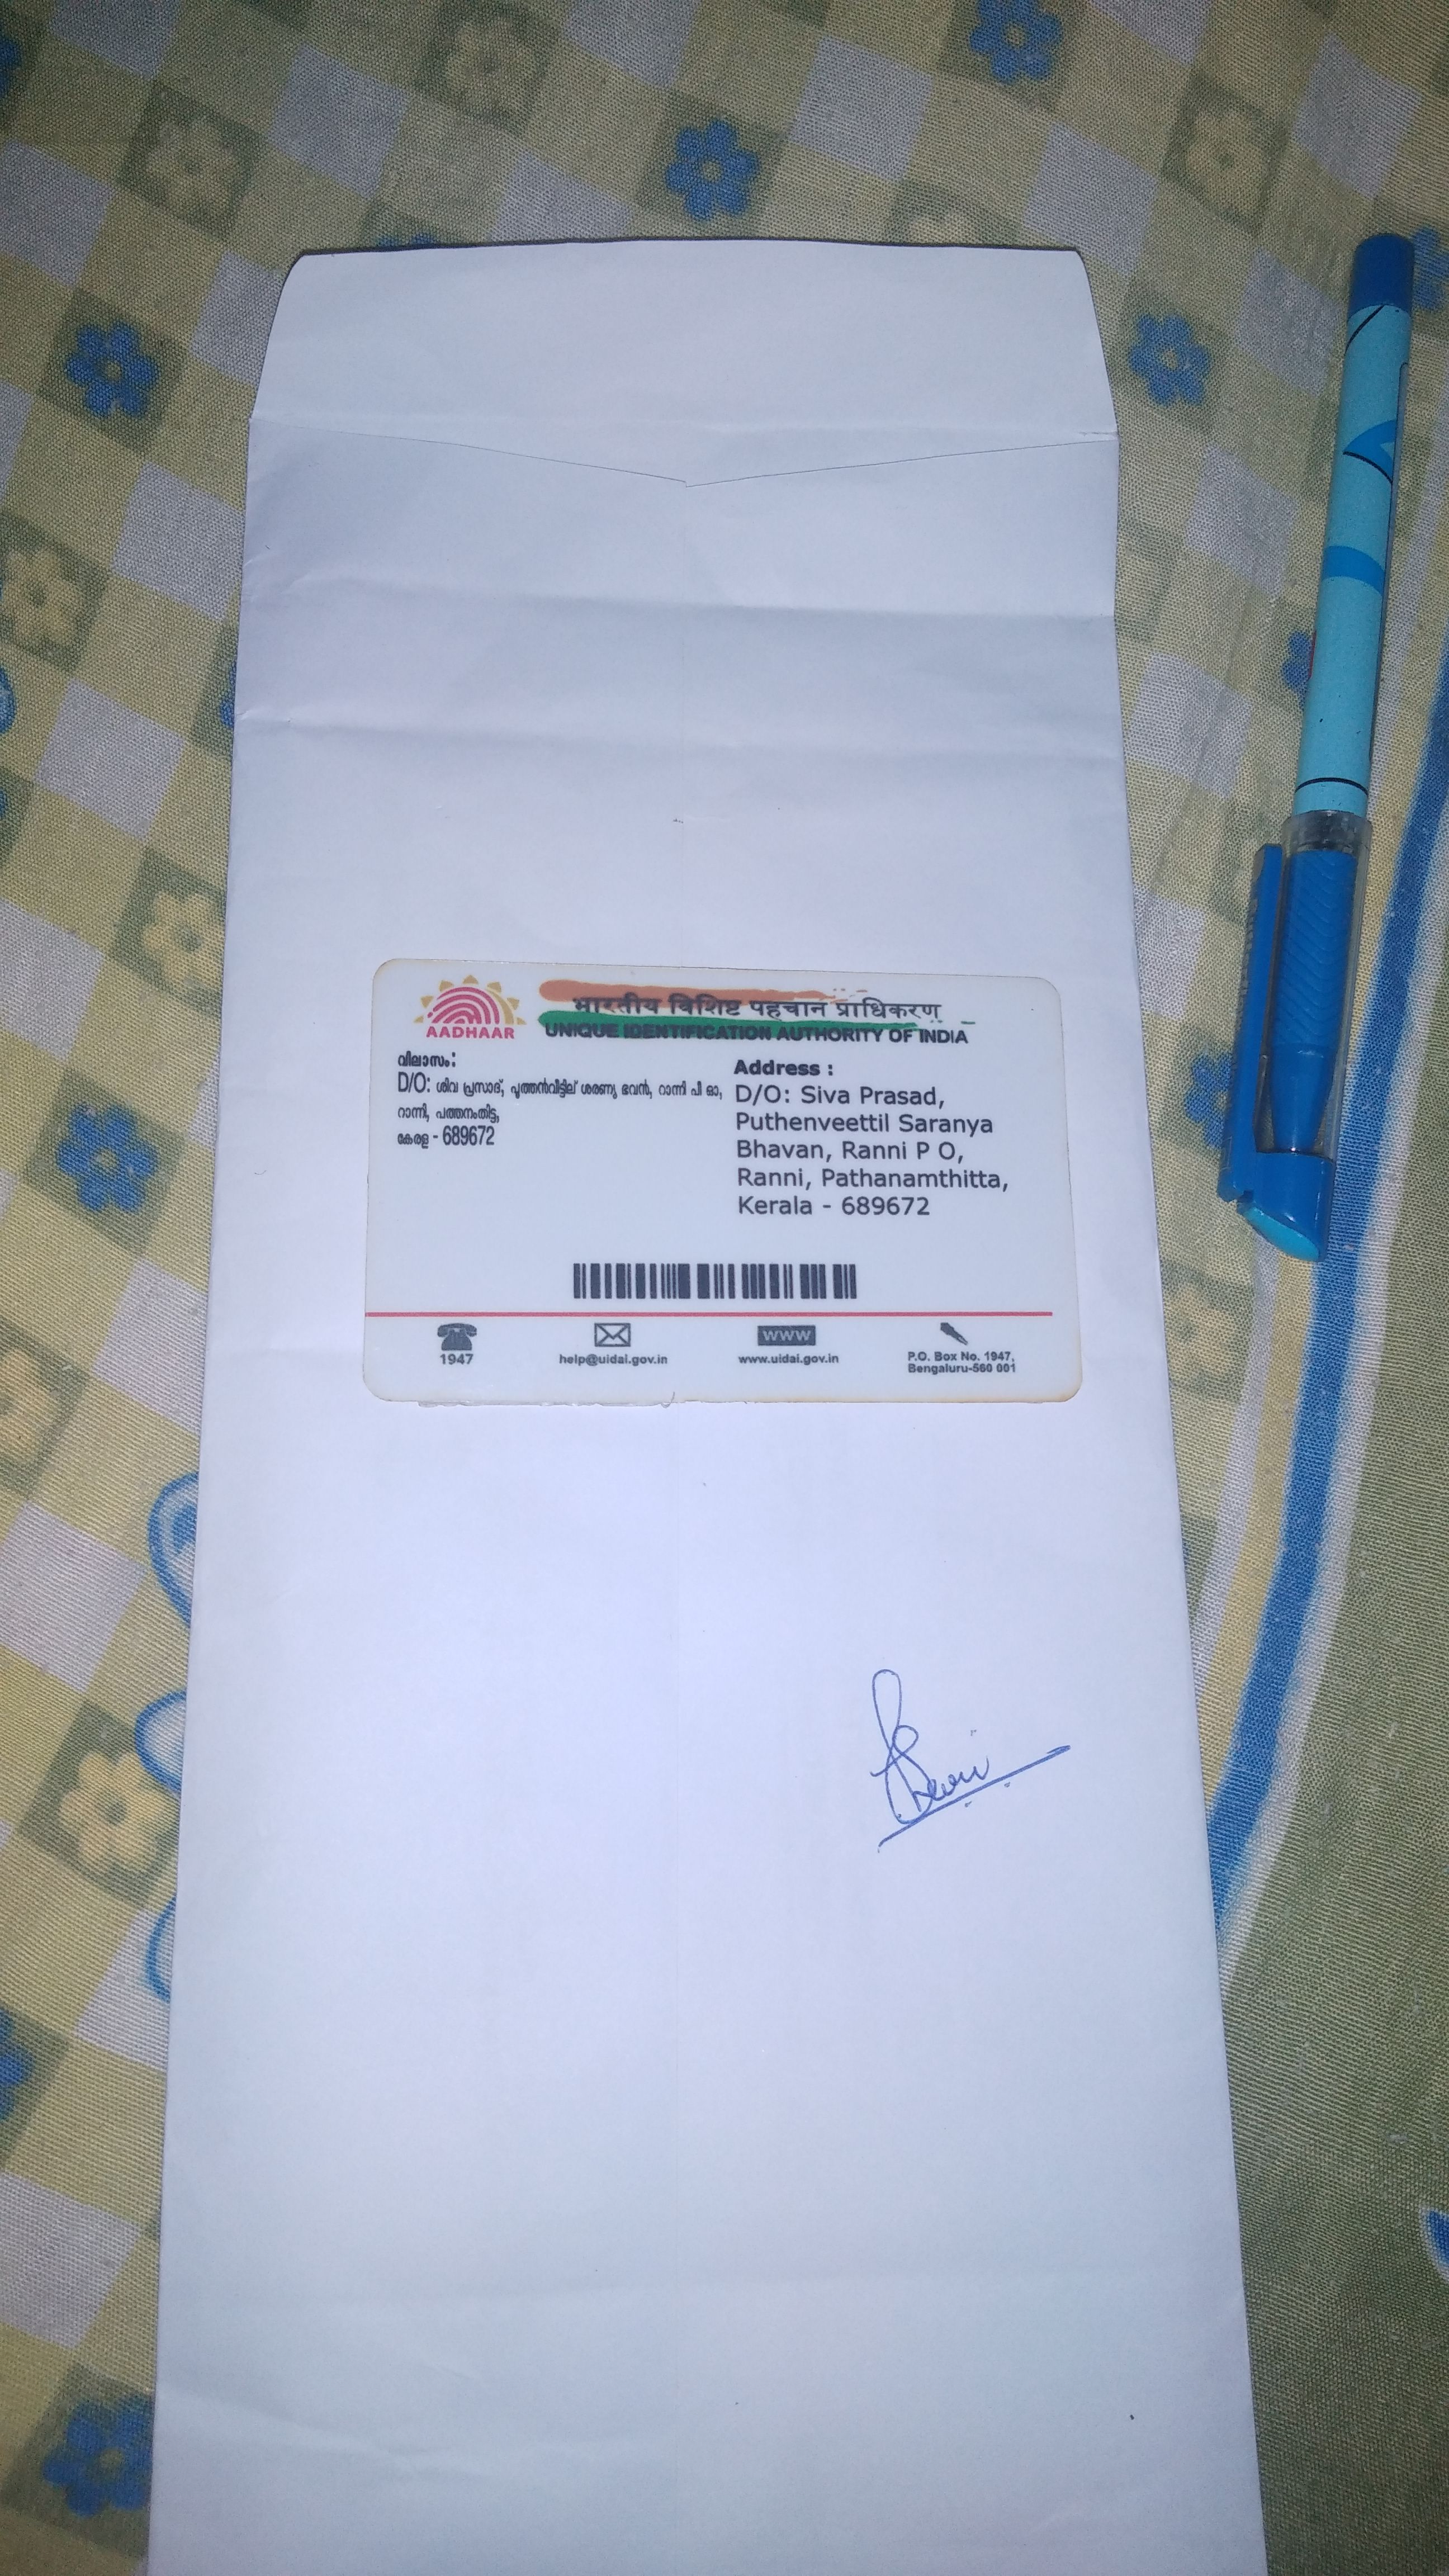 AADHAAR
भारतीय विशिष्ट पहचान प्राधिकरण
UNIQUE IDENTIFICATION AUTHORITY OF INDIA
വിലാസം:
D/O: ശിവ പ്രസാദ്, പുത്തൻവീട്ടില് ശരണ്യ ഭവൻ, റാന്നി പി ഓ,
റാന്നി, പത്തനംതിട്ട,
കേരള - 689672
Address :
D/O: Siva Prasad,
Puthenveettil Saranya
Bhavan, Ranni P O,
Ranni, Pathanamthitta,
Kerala - 689672
1947
help@uidai.gov.in
www
www.uidai.gov.in
P.O. Box No. 1947,
Bengaluru-560 001